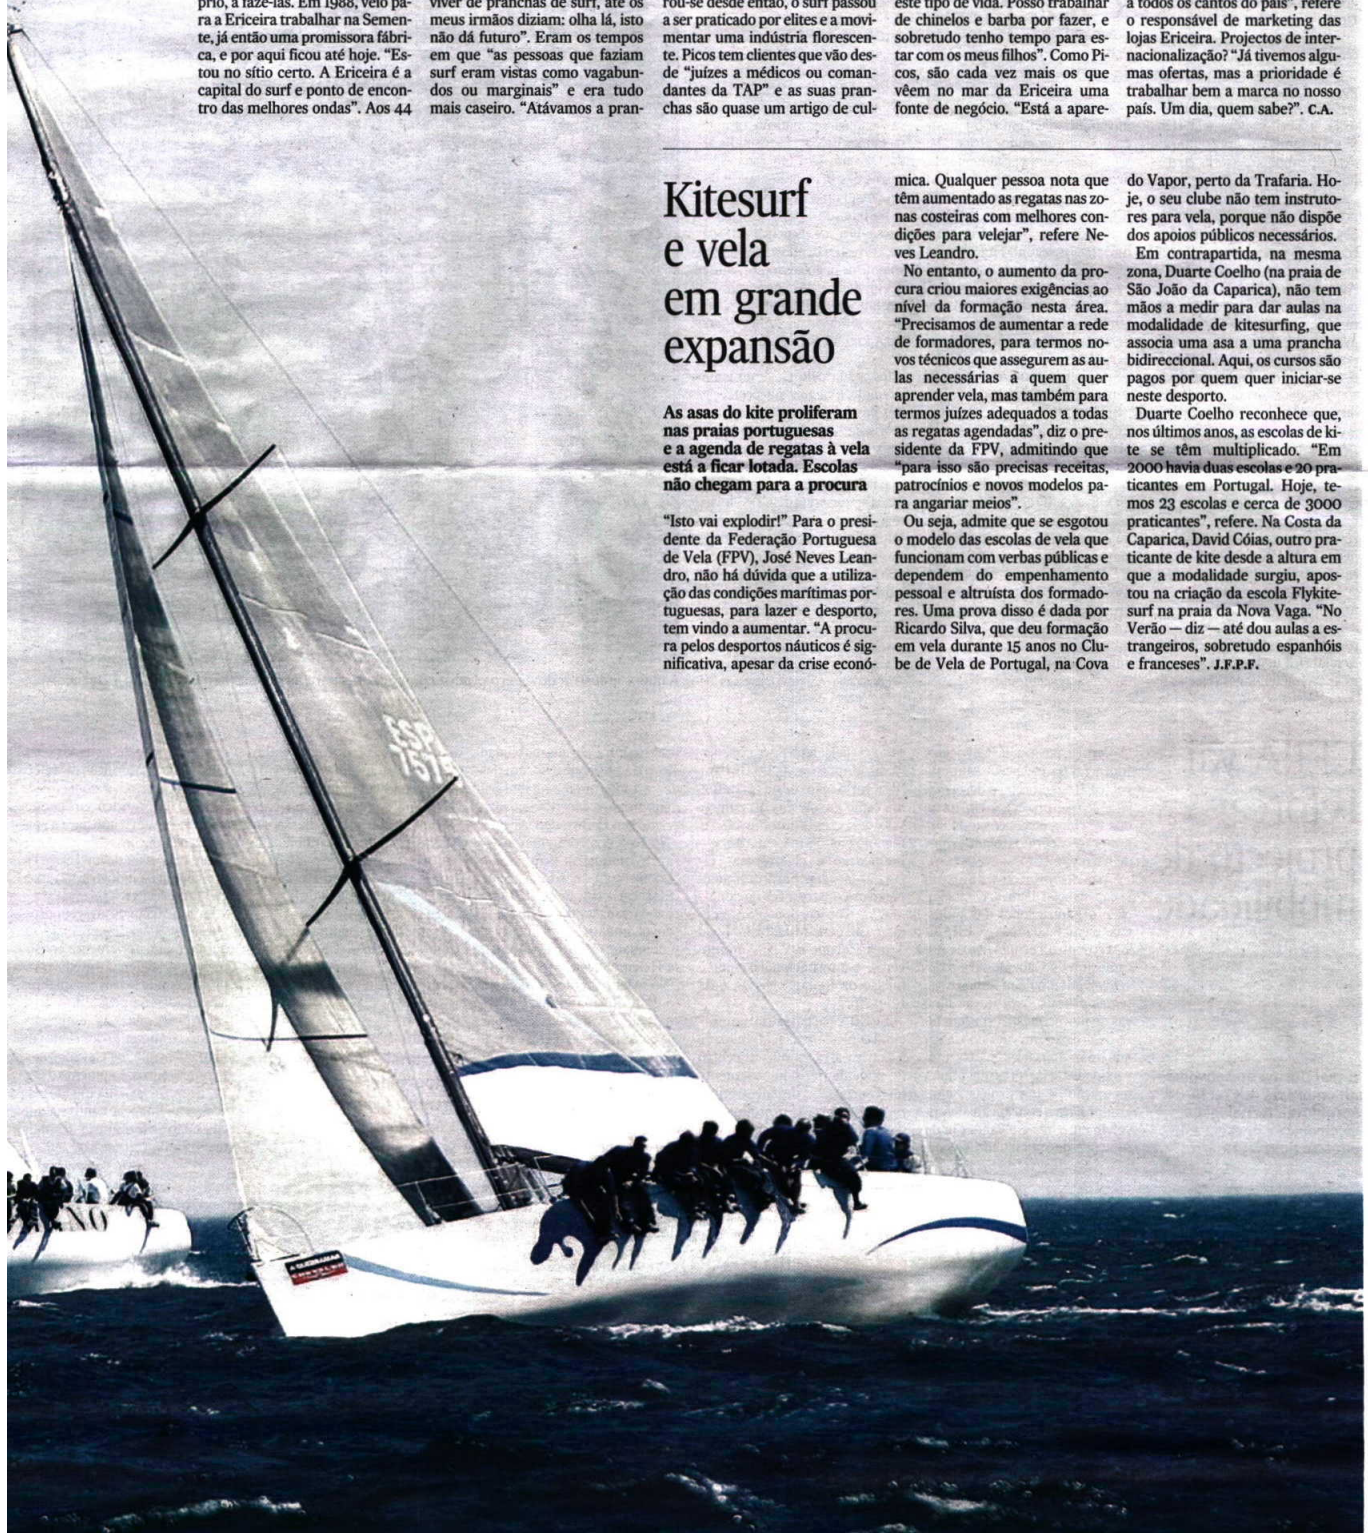 prio, a fazê-las. Em 1988, veio pa-
ra a Ericeira trabalhar na Semen-
te, já então uma promissora fábri-
ca, e por aqui ficou até hoje. “Es-
tou no sítio certo. A Ericeira é a
capital do surf e ponto de encon-
tro das melhores ondas”. Aos 44
viver de pranchas de surf, até os
meus irmãos diziam: olha lá, isto
não dá futuro”. Eram os tempos
em que “as pessoas que faziam
surf eram vistas como vagabun-
dos ou marginais” e era tudo
mais caseiro. “Atávamos a pran-
rou-se desde então, o surf passou
a ser praticado por elites e a movi-
mentar uma indústria florescen-
te. Picos tem clientes que vão des-
de “juízes a médicos ou coman-
dantes da TAP” e as suas pran-
chas são quase um artigo de cul-
este tipo de vida. Posso trabalhar
de chinelos e barba por fazer, e
sobretudo tenho tempo para es-
tar com os meus filhos”. Como Pi-
cos, são cada vez mais os que
vêem no mar da Ericeira uma
fonte de negócio. “Está a apare-
a todos os cantos do país”, refere
o responsável de marketing das
lojas Ericeira. Projectos de inter-
nacionalização? “Já tivemos algu-
mas ofertas, mas a prioridade é
trabalhar bem a marca no nosso
país. Um dia, quem sabe?”. C.A.
Kitesurf
e vela
em grande
expansão
As asas do kite proliferam
nas praias portuguesas
e a agenda de regatas à vela
está a ficar lotada. Escolas
não chegam para a procura
“Isto vai explodir!” Para o presi-
dente da Federação Portuguesa
de Vela (FPV), José Neves Lean-
dro, não há dúvida que a utiliza-
ção das condições marítimas por-
tuguesas, para lazer e desporto,
tem vindo a aumentar. “A procu-
ra pelos desportos náuticos é sig-
nificativa, apesar da crise econó-
mica. Qualquer pessoa nota que
têm aumentado as regatas nas zo-
nas costeiras com melhores con-
dições para velejar”, refere Ne-
ves Leandro.
No entanto, o aumento da pro-
cura criou maiores exigências ao
nível da formação nesta área.
“Precisamos de aumentar a rede
de formadores, para termos no-
vos técnicos que assegurem as au-
las necessárias a quem quer
aprender vela, mas também para
termos juízes adequados a todas
as regatas agendadas”, diz o pre-
sidente da FPV, admitindo que
“para isso são precisas receitas,
patrocínios e novos modelos pa-
ra angariar meios”.
Ou seja, admite que se esgotou
o modelo das escolas de vela que
funcionam com verbas públicas e
dependem do empenhamento
pessoal e altruísta dos formado-
res. Uma prova disso é dada por
Ricardo Silva, que deu formação
em vela durante 15 anos no Clu-
be de Vela de Portugal, na Cova
do Vapor, perto da Trafaria. Ho-
je, o seu clube não tem instruto-
res para vela, porque não dispõe
dos apoios públicos necessários.
Em contrapartida, na mesma
zona, Duarte Coelho (na praia de
São João da Caparica), não tem
mãos a medir para dar aulas na
modalidade de kitesurfing, que
associa uma asa a uma prancha
bidireccional. Aqui, os cursos são
pagos por quem quer iniciar-se
neste desporto.
Duarte Coelho reconhece que,
nos últimos anos, as escolas de ki-
te se têm multiplicado. “Em
2000 havia duas escolas e 20 pra-
ticantes em Portugal. Hoje, te-
mos 23 escolas e cerca de 3000
praticantes”, refere. Na Costa da
Caparica, David Cóias, outro pra-
ticante de kite desde a altura em
que a modalidade surgiu, apos-
tou na criação da escola Flykite-
surf na praia da Nova Vaga. “No
Verão — diz — até dou aulas a es-
trangeiros, sobretudo espanhóis
e franceses”. J.F.P.F.
ESP